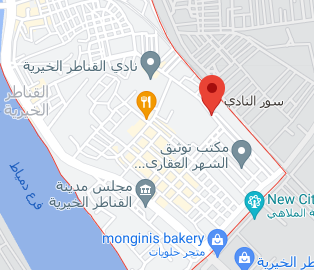 نادي القناطر الخيرية
القناطر
الخيرية
سور النادي
مكتب توثيق
الشهر العقاري...
فرع دمياط
مجلس مدينة
القناطر الخيرية
New Cit
ة الملاهي
monginis bakery
متجر حلويات
القناطر الخيرية